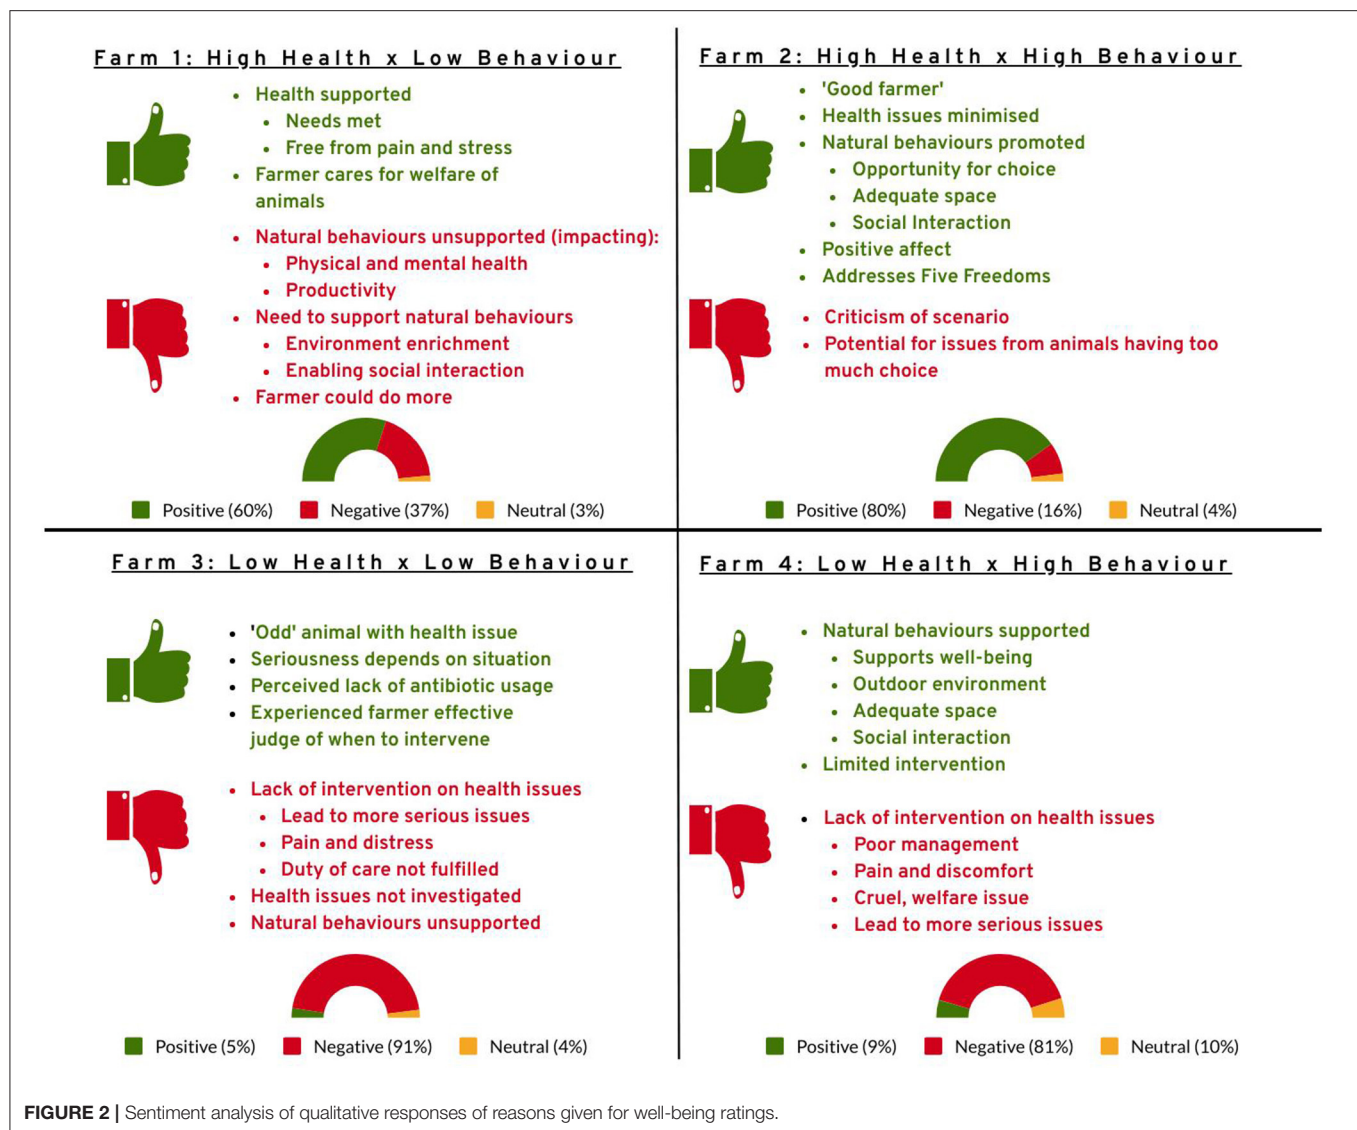 Farm 1: High Health x Low Behaviour
• Health supported
• Needs met
• Free from pain and stress
• Farmer cares for welfare of
animals
• Natural behaviours unsupported (impacting):
• Physical and mental health
• Productivity
• Need to support natural behaviours
• Environment enrichment
• Enabling social interaction
• Farmer could do more
Positive (60%) Negative (37%) Neutral (3%)
Farm 2: High Health x High Behaviour
• 'Good farmer'
• Health issues minimised
• Natural behaviours promoted
• Opportunity for choice
• Adequate space
• Social Interaction
• Positive affect
• Addresses Five Freedoms
• Criticism of scenario
• Potential for issues from animals having too
much choice
Positive (80%) Negative (16%) Neutral (4%)
Farm 3: Low Health x Low Behaviour
• 'Odd' animal with health issue
• Seriousness depends on situation
• Perceived lack of antibiotic usage
• Experienced farmer effective
judge of when to intervene
• Lack of intervention on health issues
• Lead to more serious issues
• Pain and distress
• Duty of care not fulfilled
• Health issues not investigated
• Natural behaviours unsupported
Positive (5%) Negative (91%) Neutral (4%)
Farm 4: Low Health x High Behaviour
• Natural behaviours supported
• Supports well-being
• Outdoor environment
• Adequate space
• Social interaction
• Limited intervention
• Lack of intervention on health issues
• Poor management
• Pain and discomfort
• Cruel, welfare issue
• Lead to more serious issues
Positive (9%) Negative (81%) Neutral (10%)
FIGURE 2 | Sentiment analysis of qualitative responses of reasons given for well-being ratings.